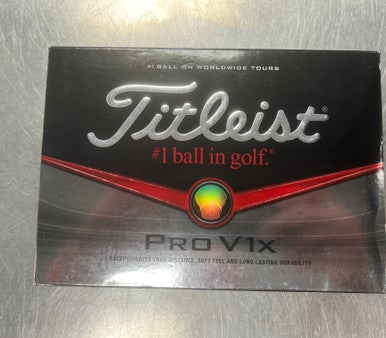 #1 BALL ON WORLDWIDE TOURS
Titleist®
#1 ball in golf.®
PRO V1x
EXCEPTIONALLY LONG DISTANCE, SOFT FEEL AND LONG LASTING DURABILITY